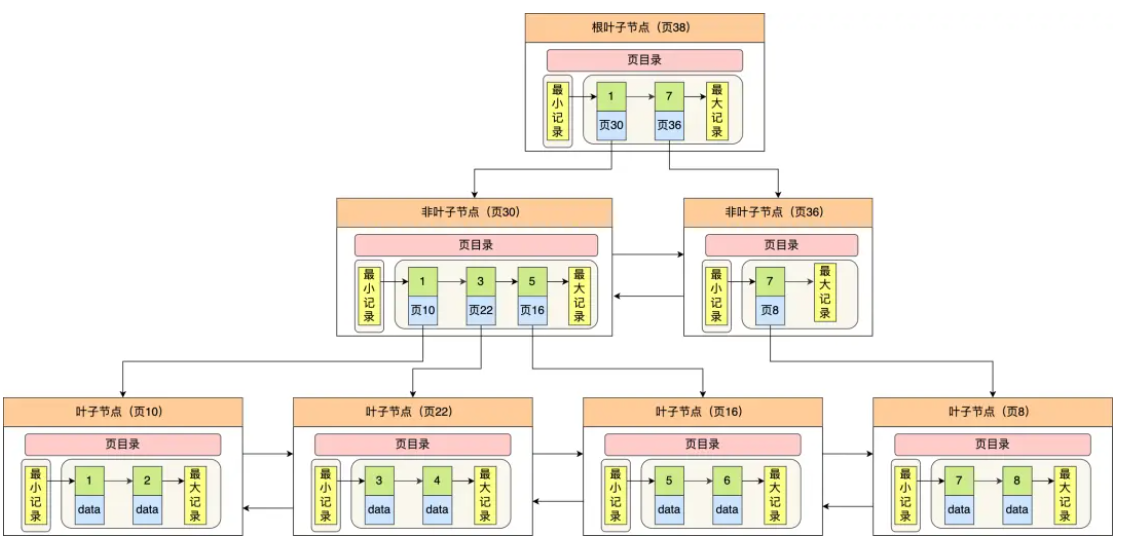 根叶子节点（页38）
页目录
最小记录
1
7
最大记录
页30
页36
非叶子节点（页30）
页目录
最小记录
1
3
5
最大记录
页10
页22
页16
非叶子节点（页36）
页目录
最小记录
7
最大记录
页8
叶子节点（页10）
页目录
最小记录
1
2
最大记录
data
data
叶子节点（页22）
页目录
最小记录
3
4
最大记录
data
data
叶子节点（页16）
页目录
最小记录
5
6
最大记录
data
data
叶子节点（页8）
页目录
最小记录
7
8
最大记录
data
data